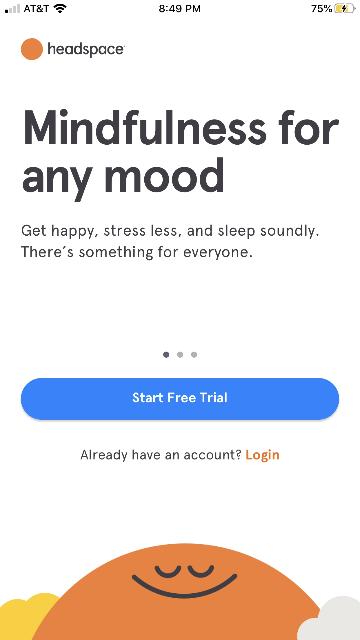 AT&T 8:49 PM 75%
headspace
Mindfulness for
any mood
Get happy, stress less, and sleep soundly.
There's something for everyone.
Start Free Trial
Already have an account? Login